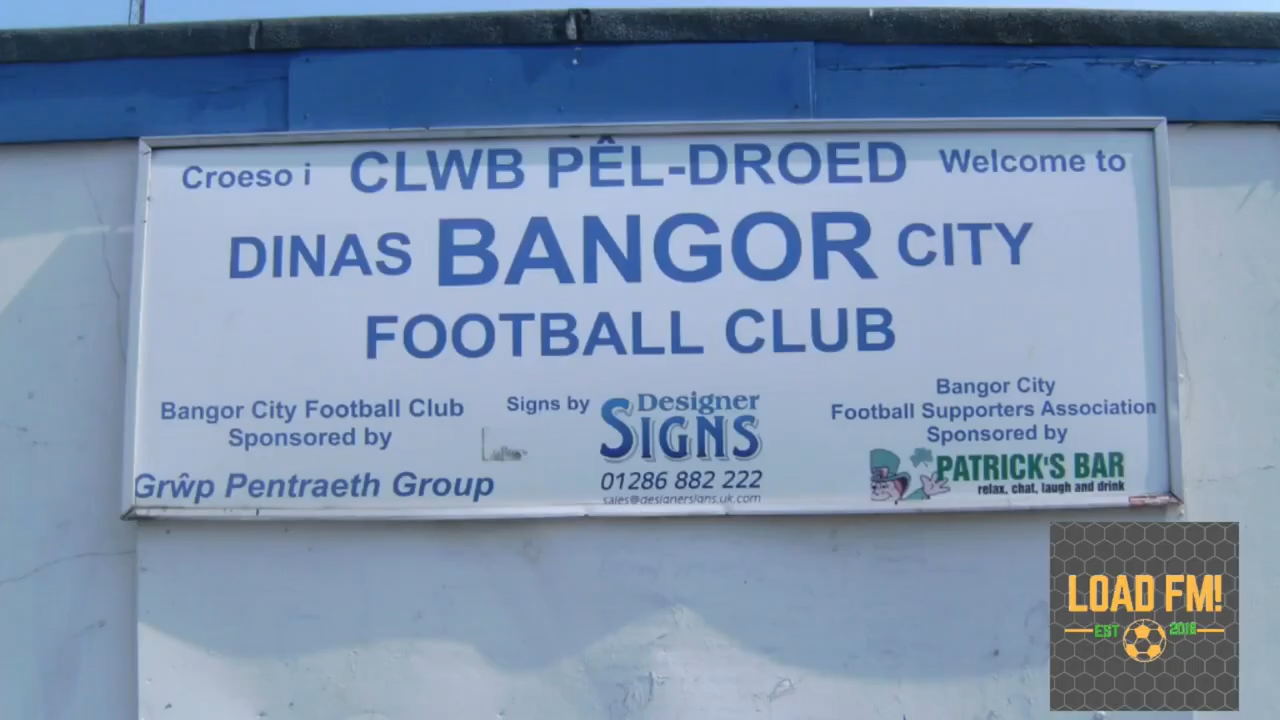 Croeso i CLWB PÊL-DROED Welcome to
DINAS BANGOR CITY
FOOTBALL CLUB
Bangor City Football Club
Sponsored by
Grŵp Pentraeth Group
Signs by
Designer
SIGNS
01286 882 222
sales@designersigns.uk.com
Bangor City
Football Supporters Association
Sponsored by
PATRICK'S BAR
relax, chat, laugh and drink
LOAD FM!
EST 2018